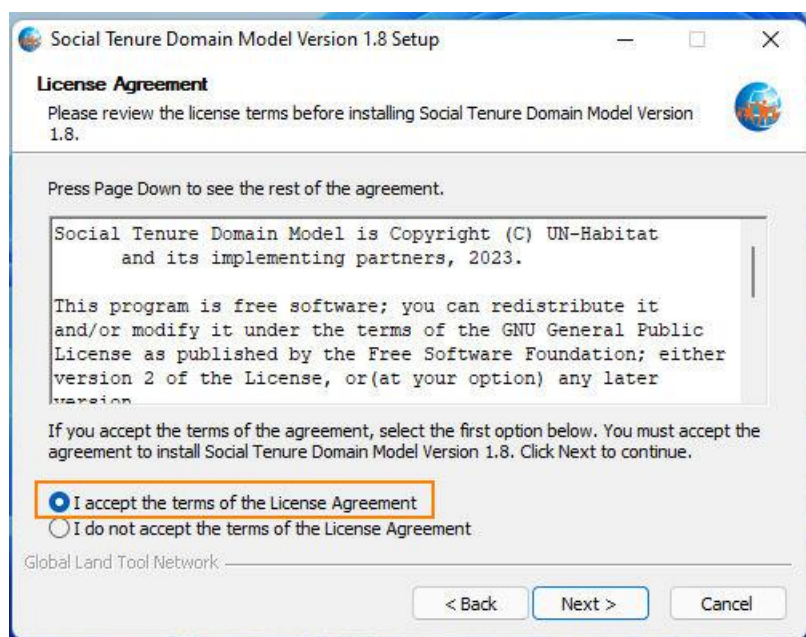 Social Tenure Domain Model Version 1.8 Setup
License Agreement
Please review the license terms before installing Social Tenure Domain Model Version
1.8.
Press Page Down to see the rest of the agreement.
Social Tenure Domain Model is Copyright (C) UN-Habitat
and its implementing partners, 2023.
This program is free software; you can redistribute it
and/or modify it under the terms of the GNU General Public
License as published by the Free Software Foundation; either
version 2 of the License, or(at your option) any later
version
If you accept the terms of the agreement, select the first option below. You must accept the
agreement to install Social Tenure Domain Model Version 1.8. Click Next to continue.
I accept the terms of the License Agreement
I do not accept the terms of the License Agreement
Global Land Tool Network
< Back
Next >
Cancel